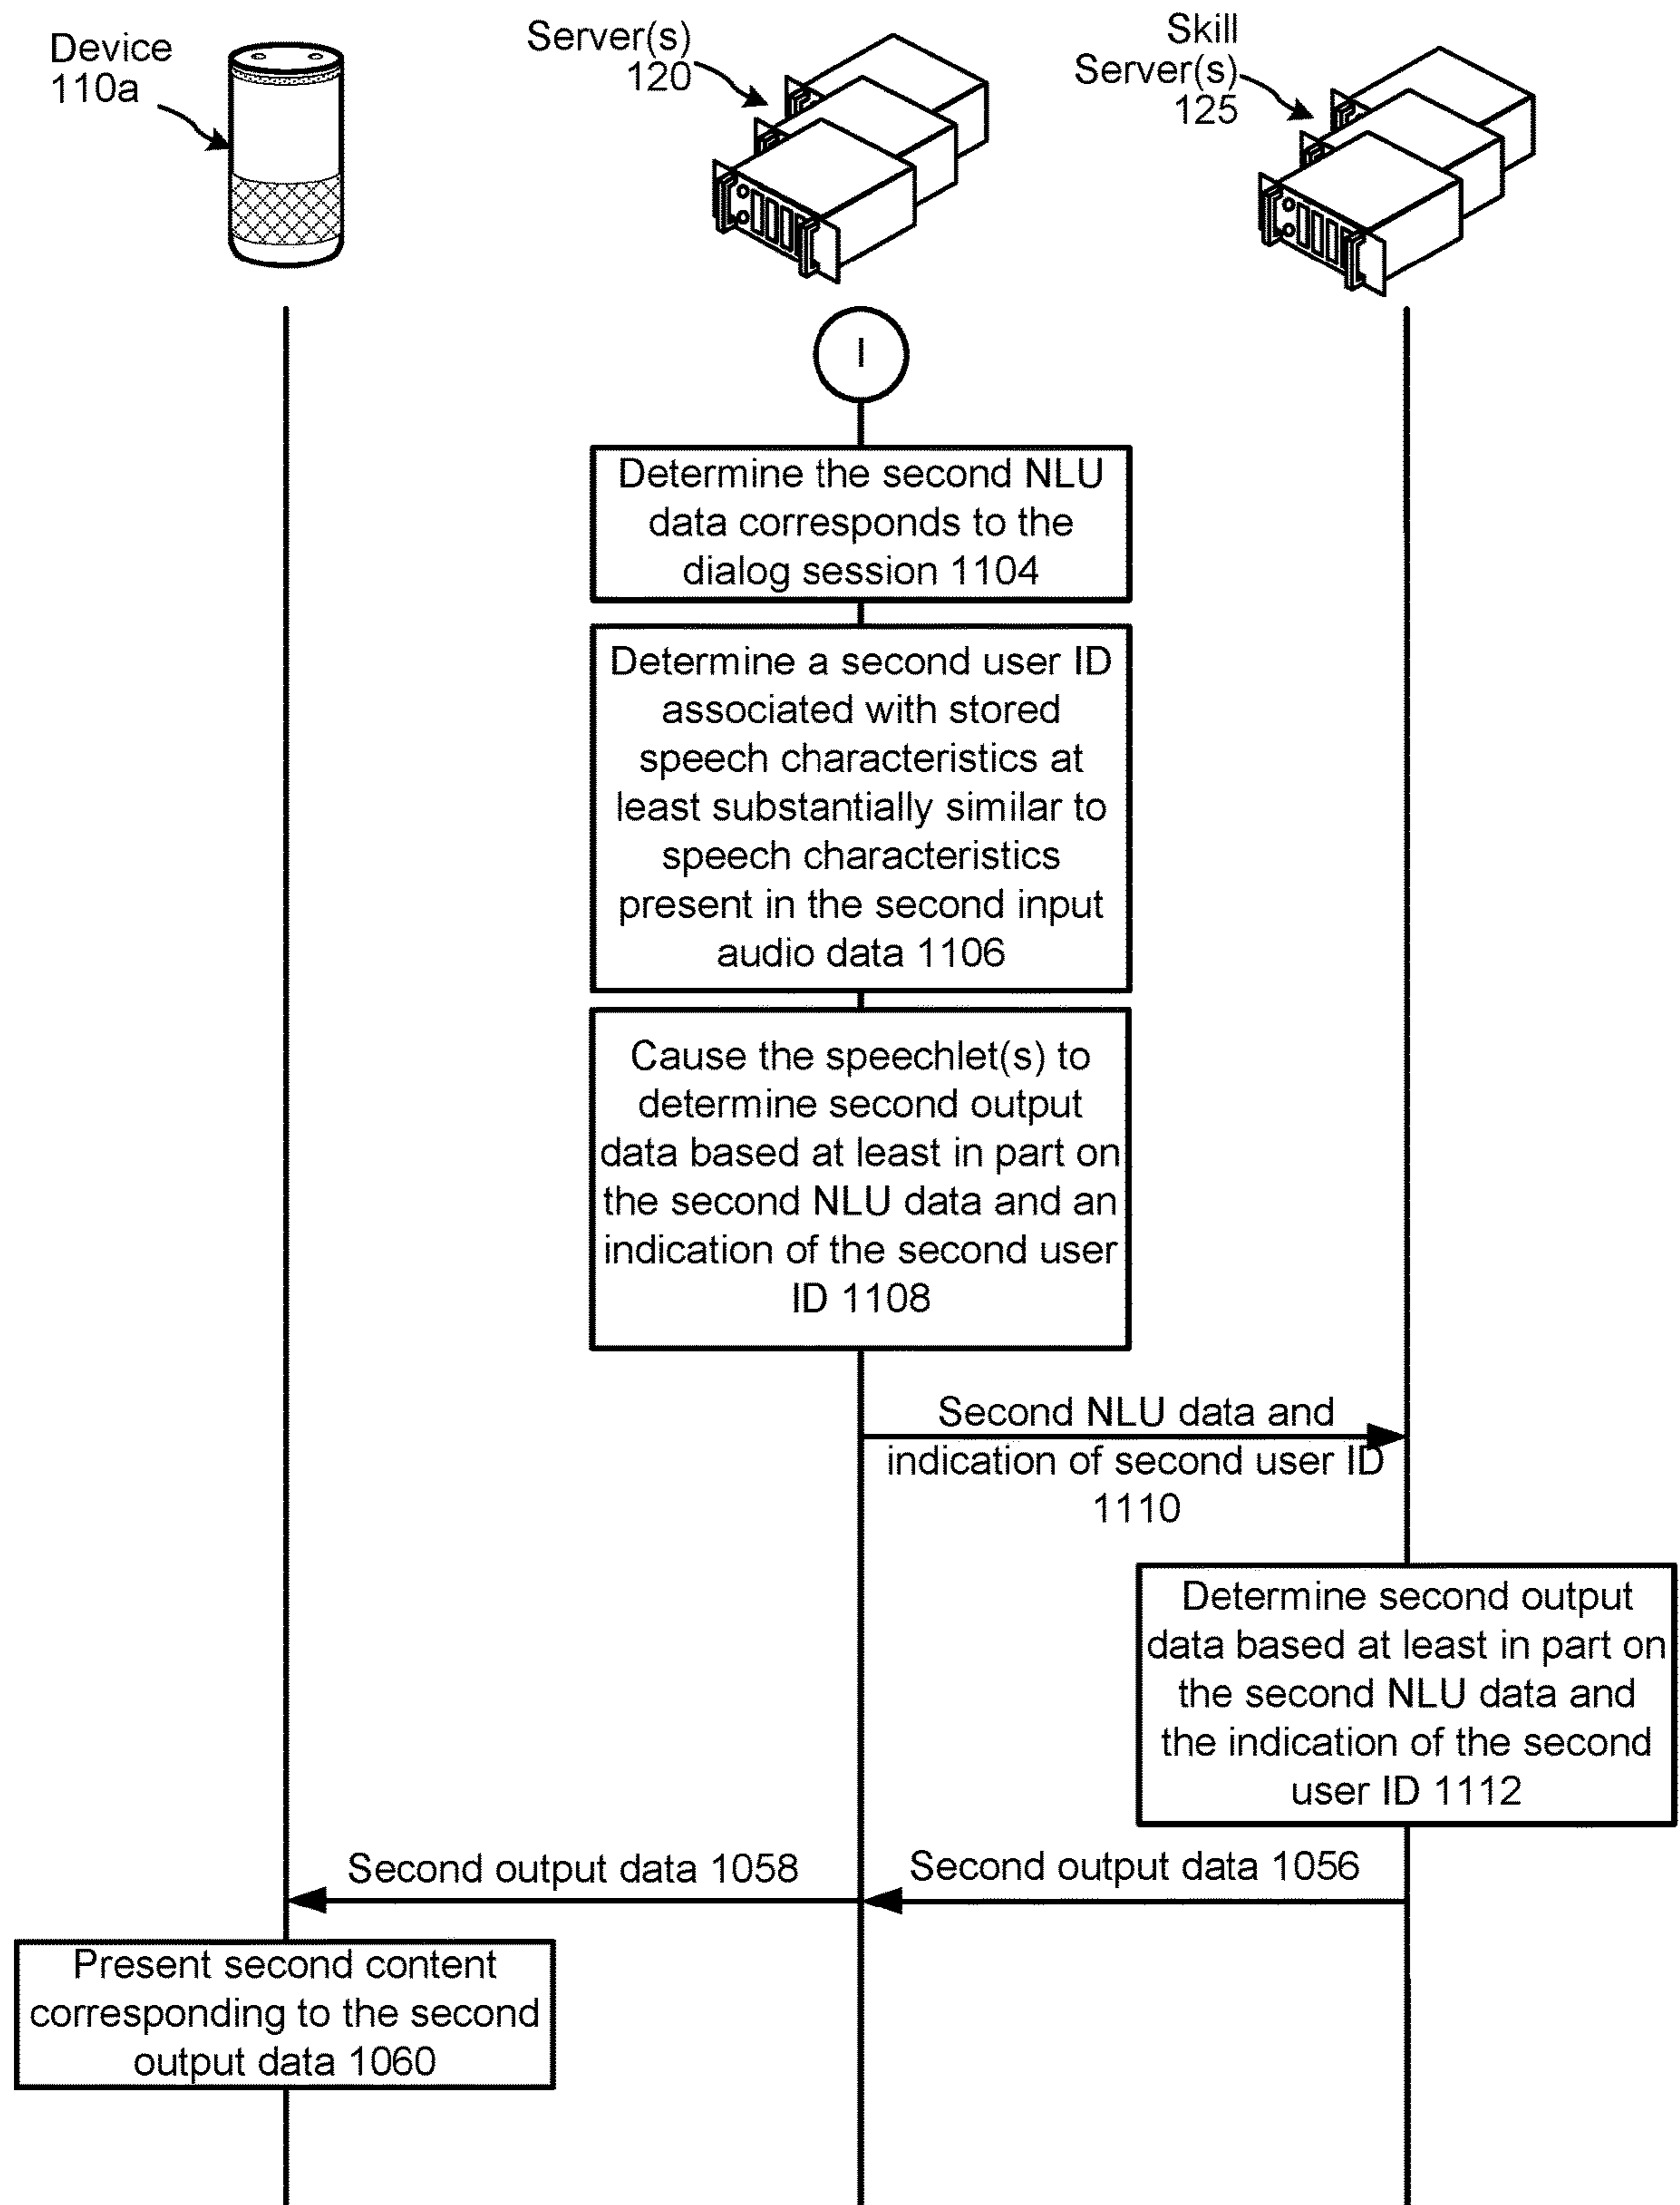 Device
110a
Server(s)
120
Skill
Server(s)
125
I
Determine the second NLU
data corresponds to the
dialog session 1104
Determine a second user ID
associated with stored
speech characteristics at
least substantially similar to
speech characteristics
present in the second input
audio data 1106
Cause the speechlet(s) to
determine second output
data based at least in part on
the second NLU data and an
indication of the second user
ID 1108
Second NLU data and
indication of second user ID
1110
Determine second output
data based at least in part on
the second NLU data and
the indication of the second
user ID 1112
Second output data 1058
Second output data 1056
Present second content
corresponding to the second
output data 1060